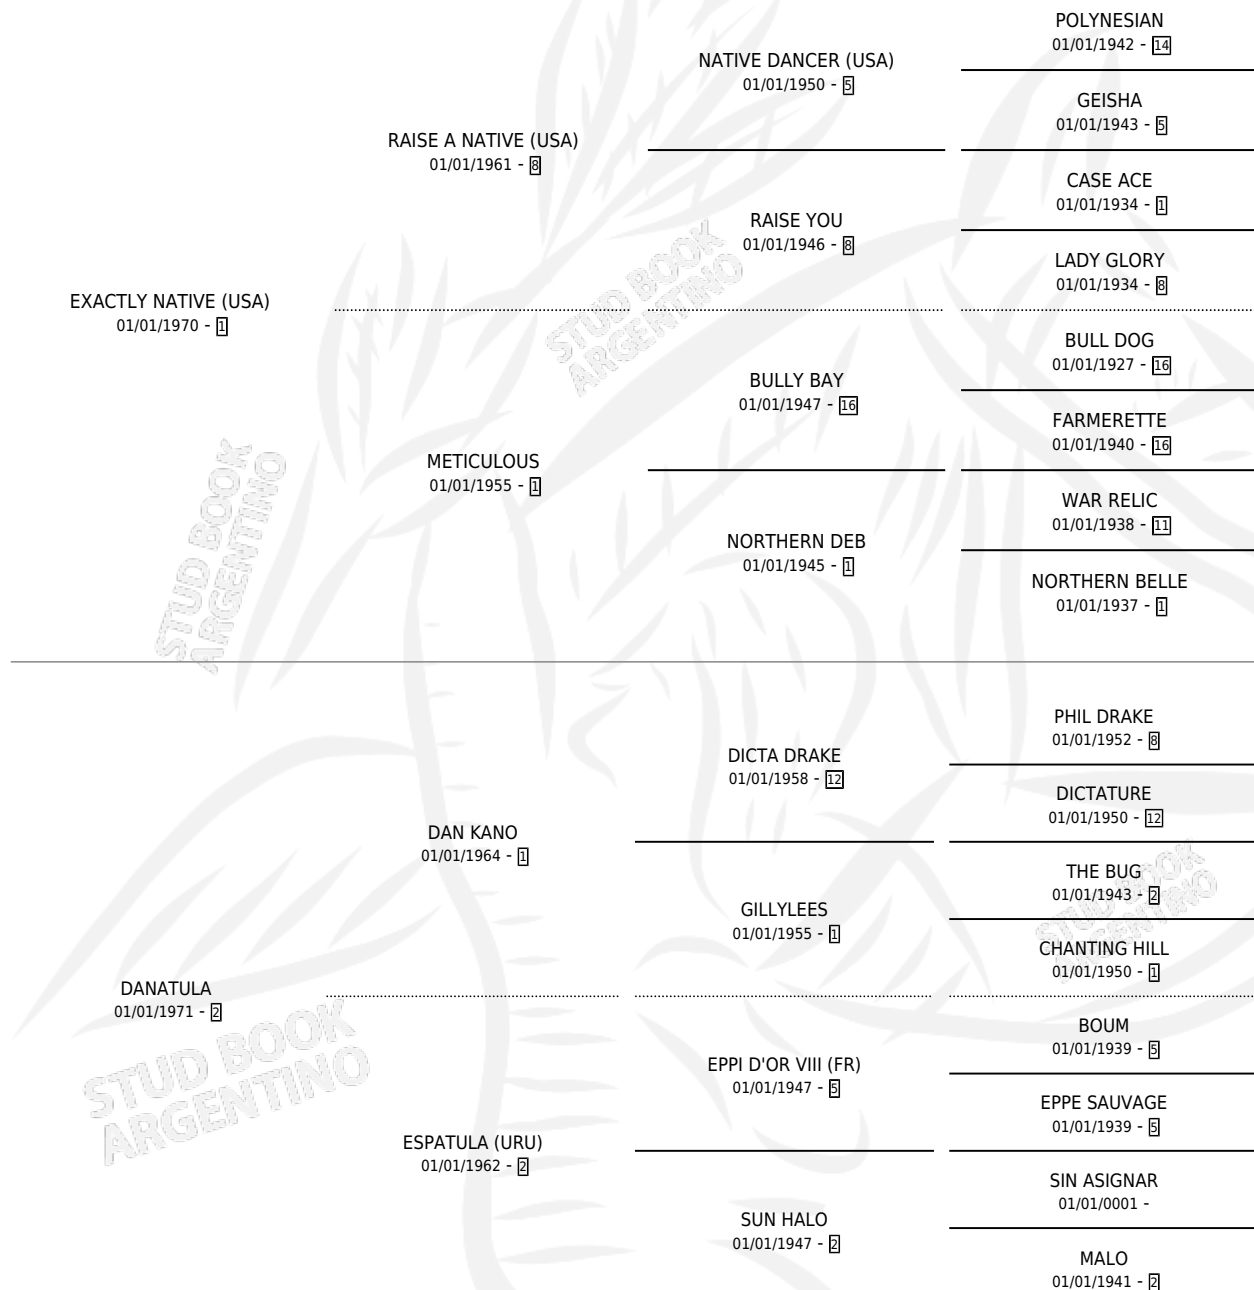 POLYNESIAN
01/01/1942 - 14
NATIVE DANCER (USA)
01/01/1950 - 5
GEISHA
01/01/1943 - 5
RAISE A NATIVE (USA)
01/01/1961 - 8
CASE ACE
01/01/1934 - 1
RAISE YOU
01/01/1946 - 8
LADY GLORY
01/01/1934 - 8
EXACTLY NATIVE (USA)
01/01/1970 - 1
STUD BOOK
ARGENTINO
BULL DOG
01/01/1927 - 16
BULLY BAY
01/01/1947 - 16
FARMERETTE
01/01/1940 - 16
METICULOUS
01/01/1955 - 1
WAR RELIC
01/01/1938 - 11
NORTHERN DEB
01/01/1945 - 1
NORTHERN BELLE
01/01/1937 - 1
STUD BOOK
ARGENTINO
PHIL DRAKE
01/01/1952 - 8
DICTA DRAKE
01/01/1958 - 12
DICTATURE
01/01/1950 - 12
DAN KANO
01/01/1964 - 1
THE BUG
01/01/1943 - 2
GILLYLEES
01/01/1955 - 1
STUD BOOK
ARGENTINO
CHANTING HILL
01/01/1950 - 1
DANATULA
01/01/1971 - 2
BOUM
01/01/1939 - 5
EPPI D'OR VIII (FR)
01/01/1947 - 5
STUD BOOK
ARGENTINO
EPPE SAUVAGE
01/01/1939 - 5
ESPATULA (URU)
01/01/1962 - 2
SIN ASIGNAR
01/01/0001 -
SUN HALO
01/01/1947 - 2
MALO
01/01/1941 - 2